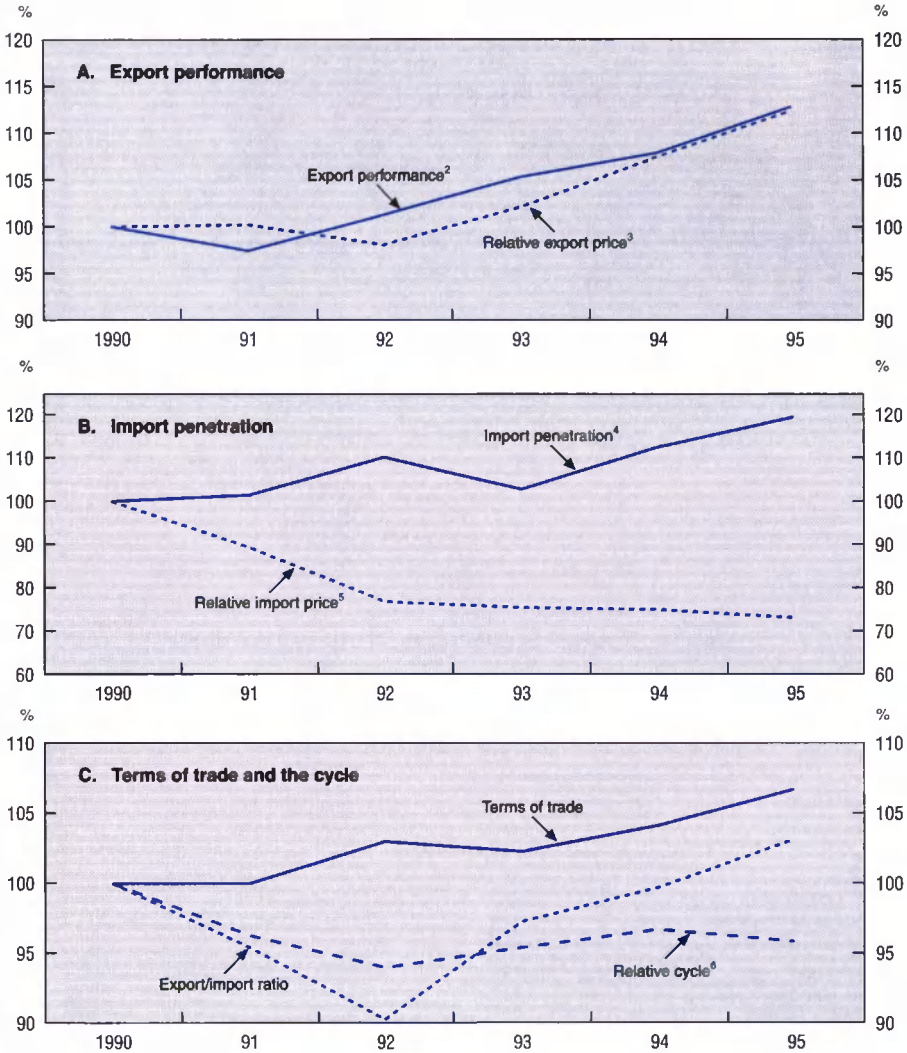 % %
120 120
A. Export performance
115 115
110 110
Export performance²
105 105
Relative export price³
100 100
95 95
90 90
1990 91 92 93 94 95
% %
120 120
B. Import penetration
Import penetration⁴
110 110
100 100
90 90
80 80
Relative import price⁵
70 70
60 60
1990 91 92 93 94 95
% %
110 110
C. Terms of trade and the cycle
Terms of trade
105 105
100 100
95 95
Export/import ratio
Relative cycle⁶
90 90
1990 91 92 93 94 95